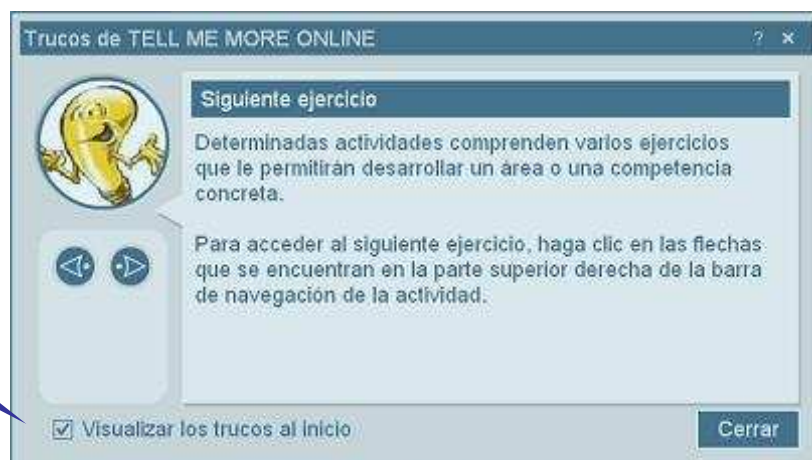 Trucos de TELL ME MORE ONLINE ? ×
Siguiente ejercicio
Determinadas actividades comprenden varios ejercicios
que le permitirán desarrollar un área o una competencia
concreta.
Para acceder al siguiente ejercicio, haga clic en las flechas
que se encuentran en la parte superior derecha de la barra
de navegación de la actividad.
Visualizar los trucos al inicio
Cerrar